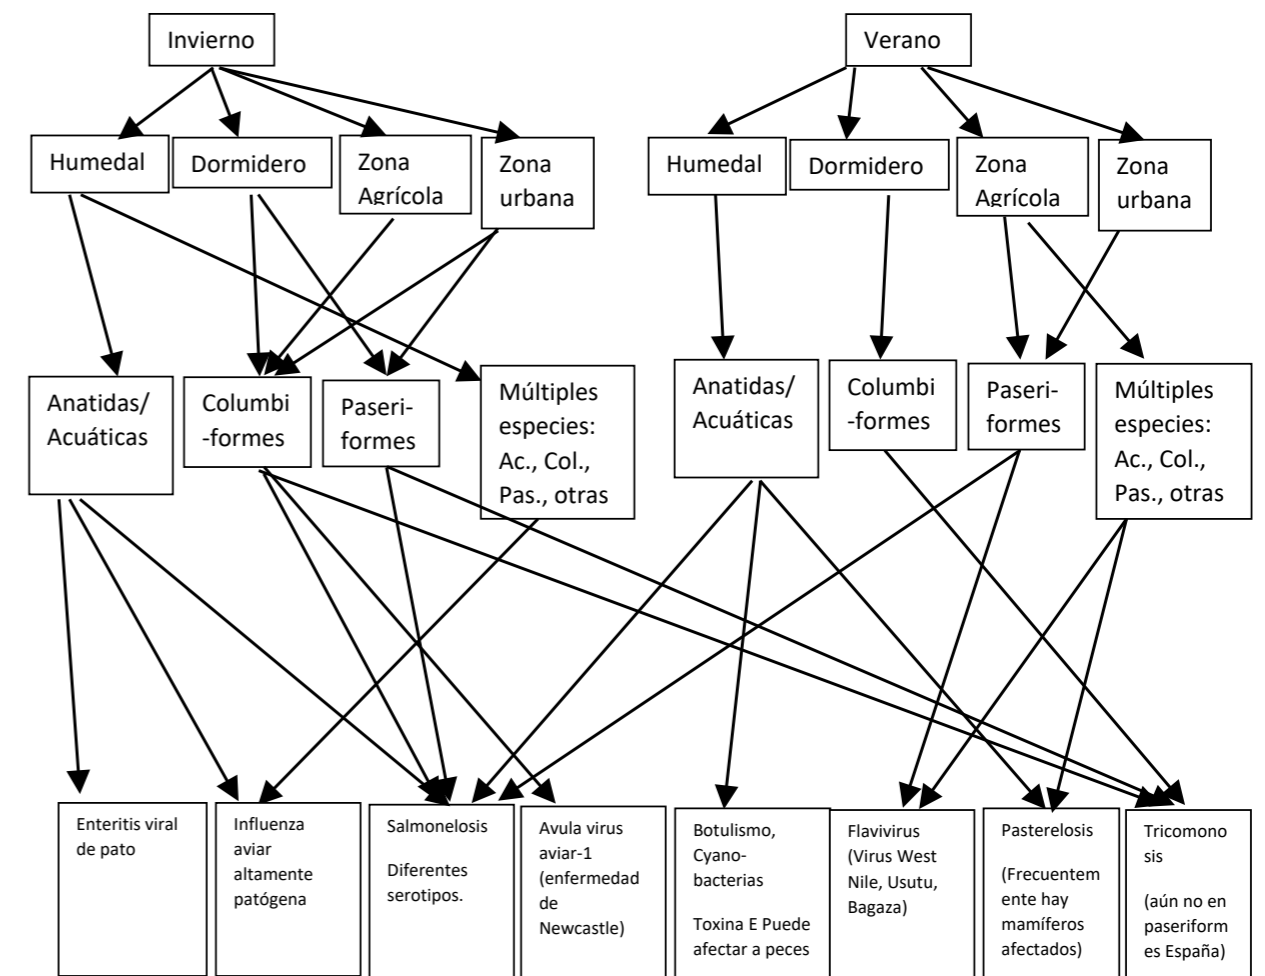 Invierno
Verano
Humedal
Dormidero
Zona
Agrícola
Zona
urbana
Humedal
Dormidero
Zona
Agrícola
Zona
urbana
Anatidas/
Acuáticas
Columbi
-formes
Paseri-
formes
Múltiples
especies:
Ac., Col.,
Pas., otras
Anatidas/
Acuáticas
Columbi
-formes
Paseri-
formes
Múltiples
especies:
Ac., Col.,
Pas., otras
Enteritis viral
de pato
Influenza
aviar
altamente
patógena
Salmonelosis
Diferentes
serotipos.
Avula virus
aviar-1
(enfermedad
de
Newcastle)
Botulismo,
Cyano-
bacterias
Toxina E Puede
afectar a peces
Flavivirus
(Virus West
Nile, Usutu,
Bagaza)
Pasterelosis
(Frecuentem
ente hay
mamíferos
afectados)
Tricomono
sis
(aún no en
paseriform
es España)